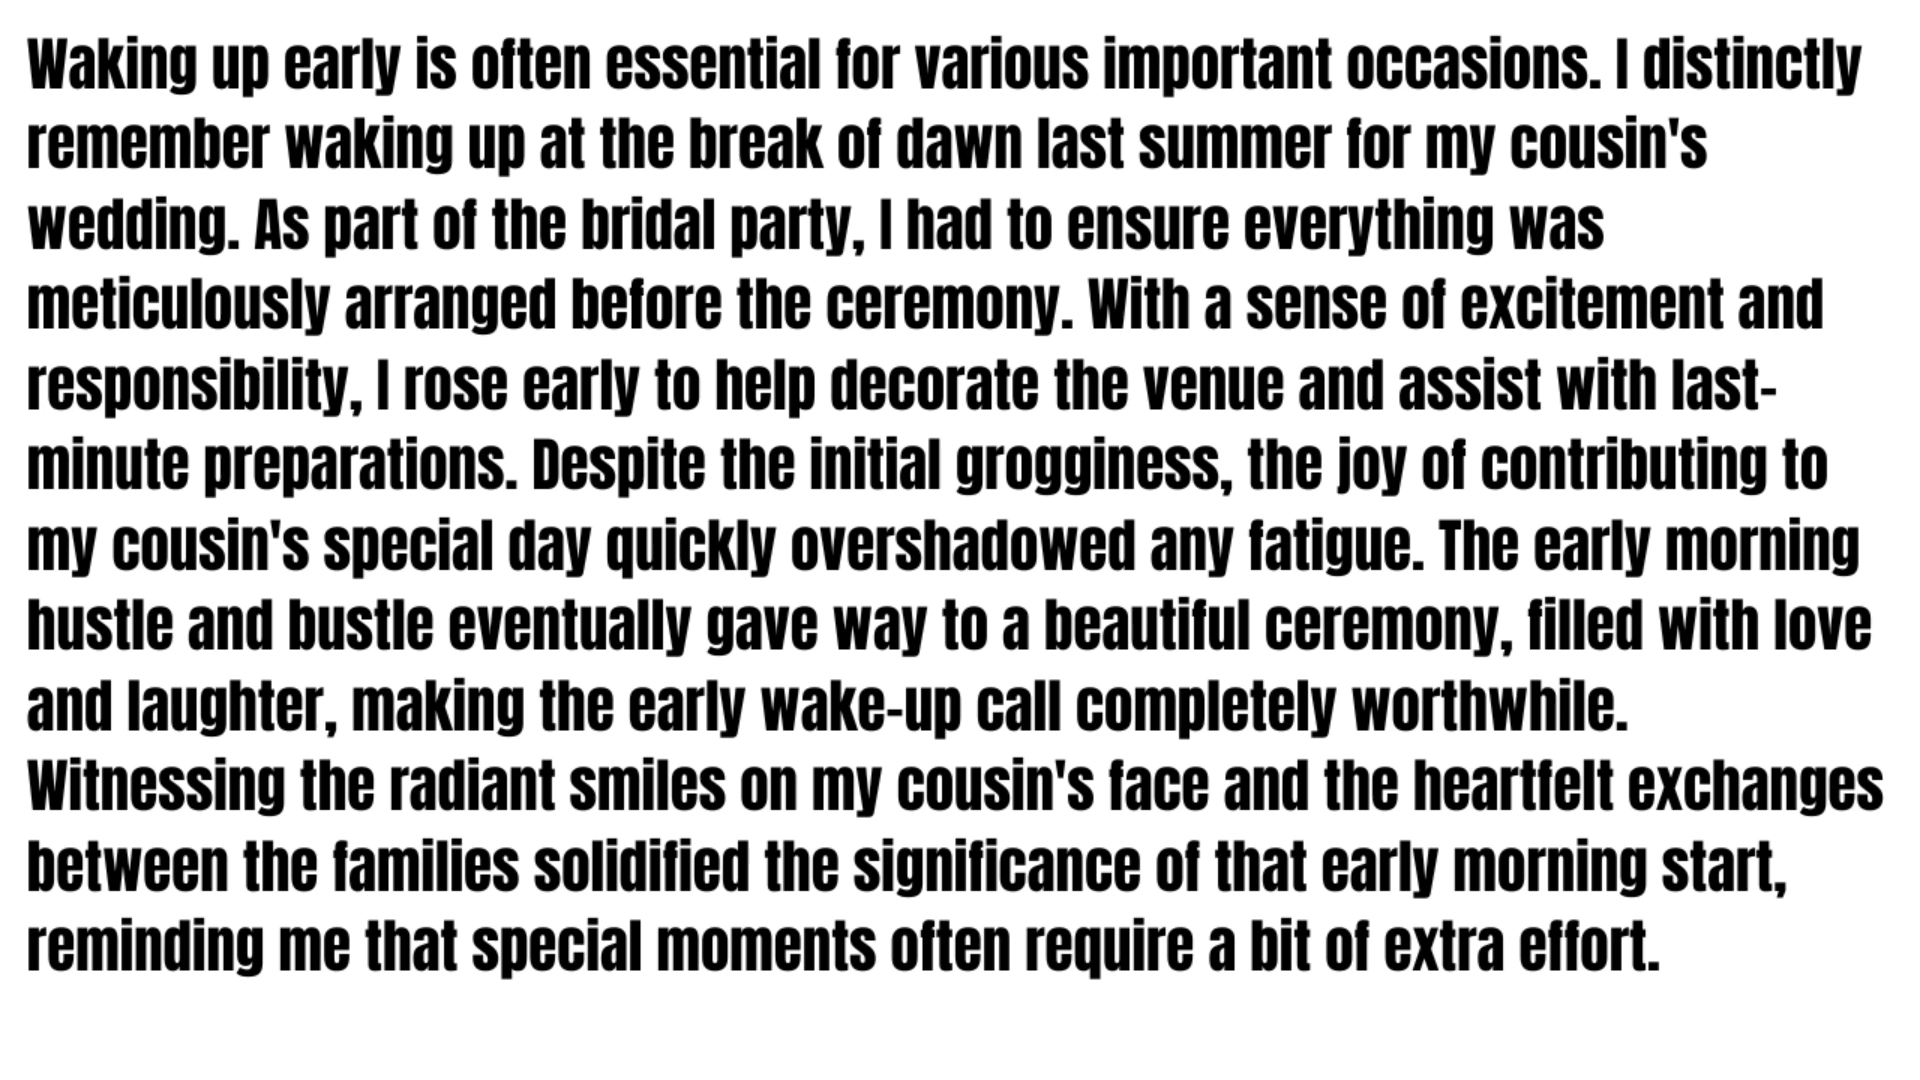 Waking up early is often essential for various important occasions. I distinctly
remember waking up at the break of dawn last summer for my cousin's
wedding. As part of the bridal party, I had to ensure everything was
meticulously arranged before the ceremony. With a sense of excitement and
responsibility, I rose early to help decorate the venue and assist with last-
minute preparations. Despite the initial grogginess, the joy of contributing to
my cousin's special day quickly overshadowed any fatigue. The early morning
hustle and bustle eventually gave way to a beautiful ceremony, filled with love
and laughter, making the early wake-up call completely worthwhile.
Witnessing the radiant smiles on my cousin's face and the heartfelt exchanges
between the families solidified the significance of that early morning start,
reminding me that special moments often require a bit of extra effort.